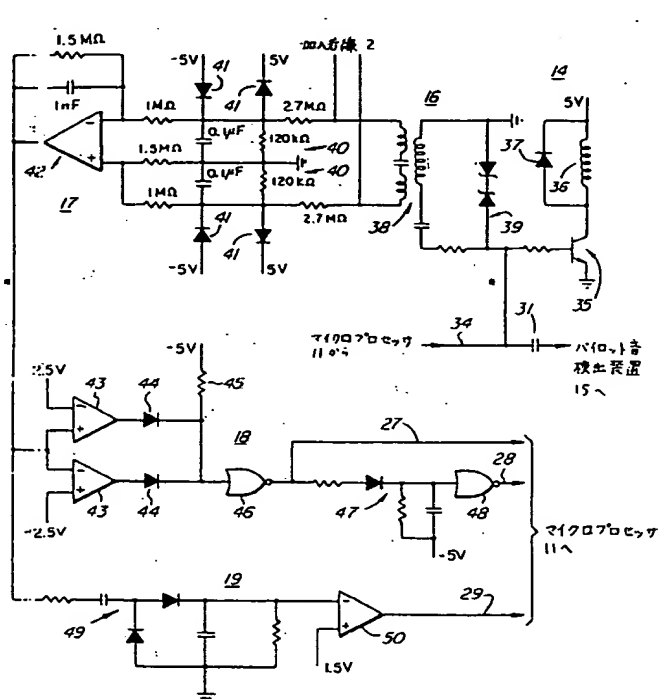 1.5MΩ
1nF
42
17
-5V
41
5V
41
加入者線 2
1MΩ
2.7MΩ
0.1μF
120kΩ
40
1.5MΩ
0.1μF
120kΩ
40
1MΩ
2.7MΩ
41
41
-5V
5V
16
38
39
14
5V
37
36
35
マイクロプロセッサ
11から
34
31
パイロット音
検出装置
15へ
2.5V
43
44
-5V
45
18
43
44
-2.5V
46
27
47
-5V
48
28
マイクロプロセッサ
11へ
19
49
50
1.5V
29